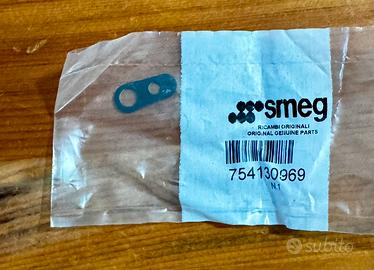 smeg
RICAMBI ORIGINALI
ORIGINAL GENUINE PARTS
754130969
N.1
subito